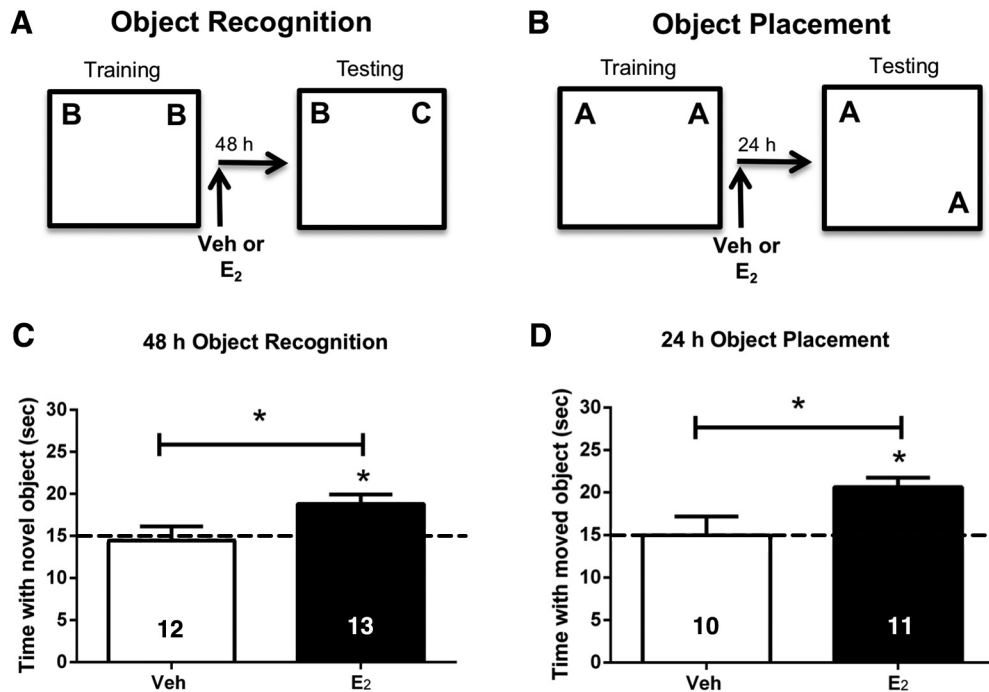 A Object Recognition
Training Testing
B B B C
48 h
Veh or
E₂
B Object Placement
Training Testing
A A A
24 h
A
Veh or
E₂
C 48 h Object Recognition
Time with novel object (sec)
30
25
20
15
10
5
0
*
*
12 13
Veh E₂
D 24 h Object Placement
Time with moved object (sec)
30
25
20
15
10
5
0
*
*
10 11
Veh E₂